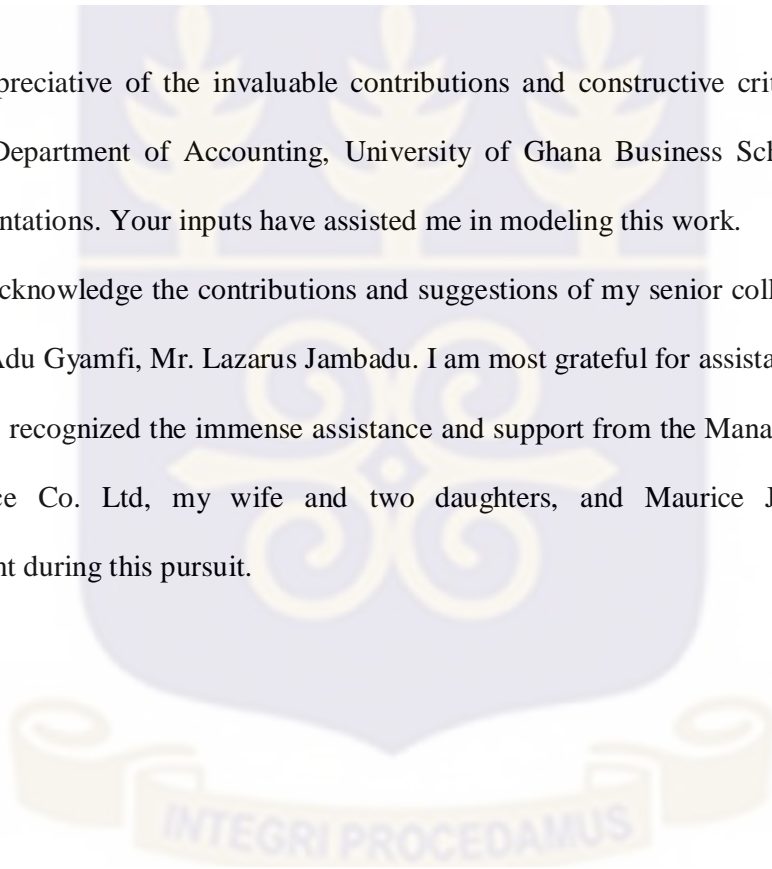 preciative of the invaluable contributions and constructive crit
Department of Accounting, University of Ghana Business Sch
ntations. Your inputs have assisted me in modeling this work.
cknowledge the contributions and suggestions of my senior coll
Adu Gyamfi, Mr. Lazarus Jambadu. I am most grateful for assista
recognized the immense assistance and support from the Mana
ce Co. Ltd, my wife and two daughters, and Maurice J
nt during this pursuit.
INTEGRI PROCEDAMUS